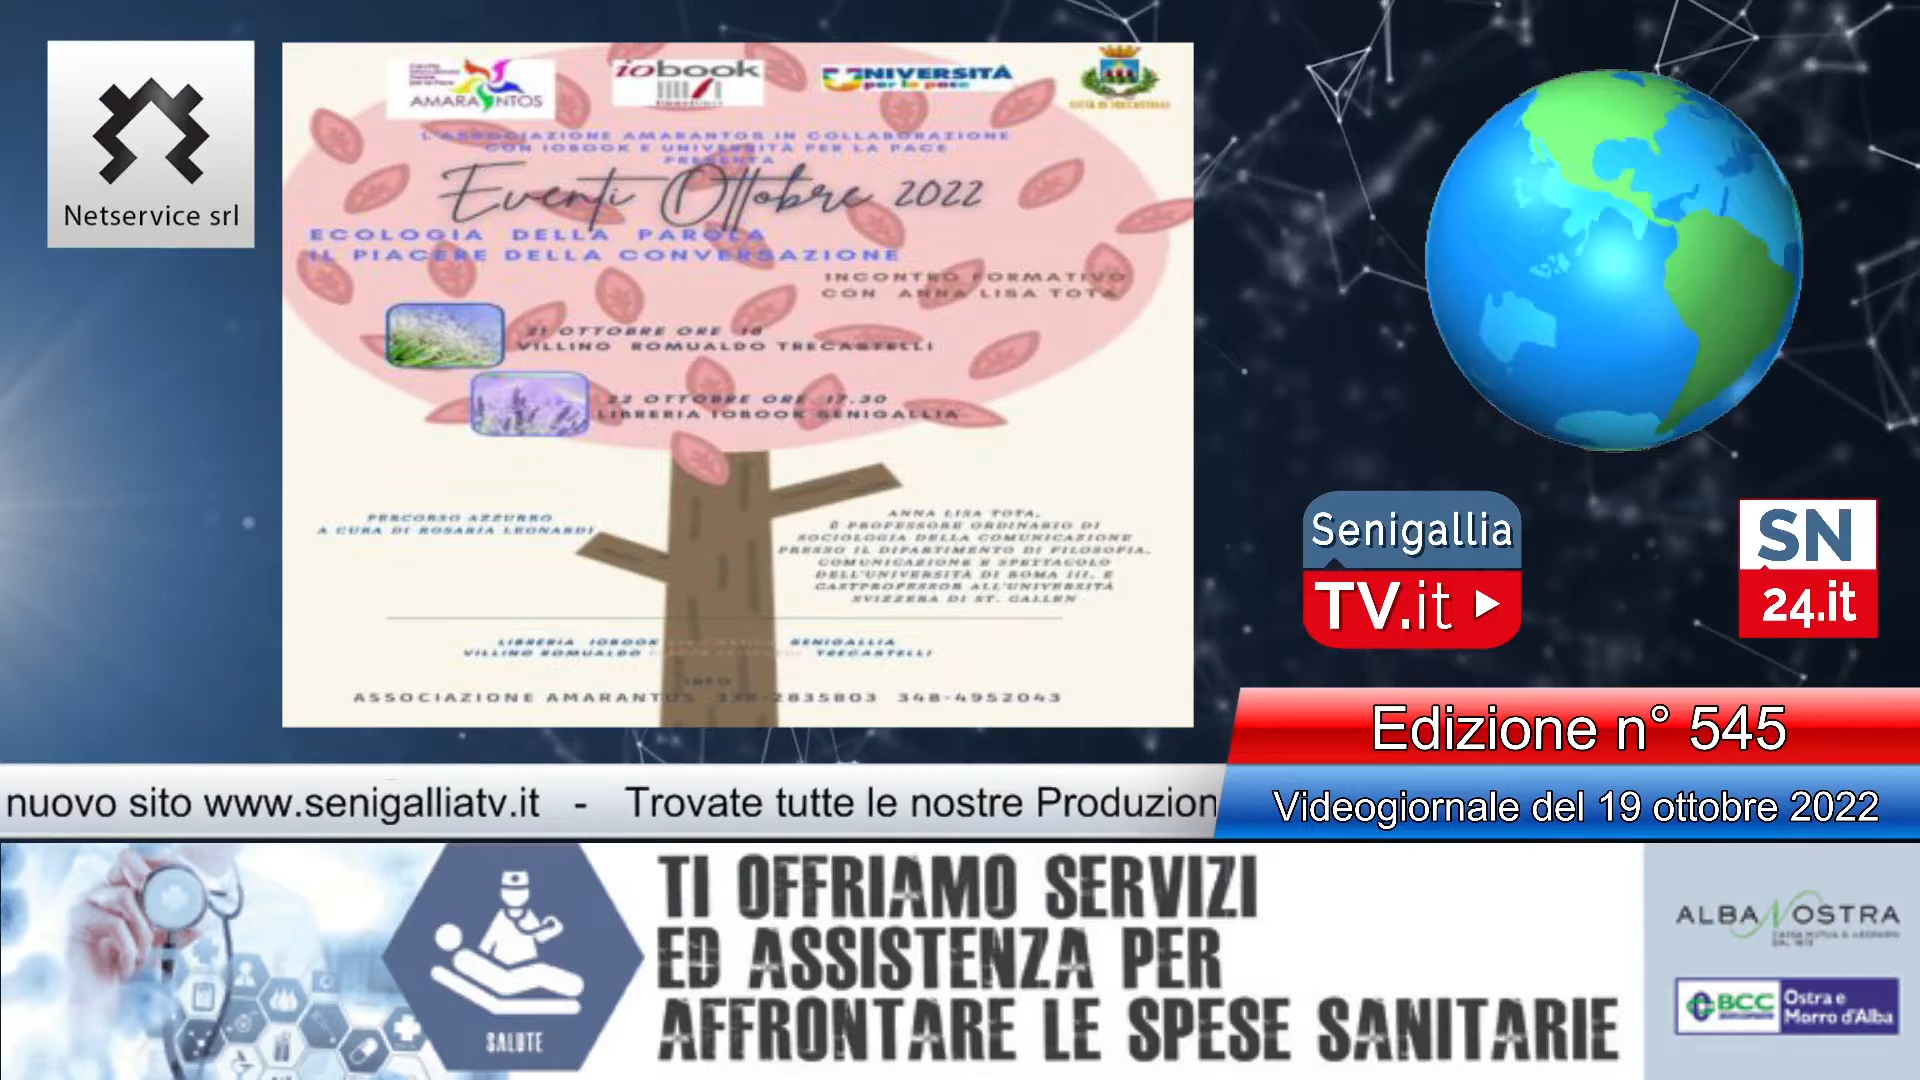 Netservice srl
AMARANTOS
iobook
UNIVERSITÀ
per la pace
L'ASSOCIAZIONE AMARANTOS IN COLLABORAZIONE
CON IOBOOK E UNIVERSITÀ PER LA PACE
PRESENTA
Eventi Ottobre 2022
ECOLOGIA DELLA PAROLA
IL PIACERE DELLA CONVERSAZIONE
INCONTRO FORMATIVO
CON ANNA LISA TOTA
21 OTTOBRE ORE 18
VILLINO ROMUALDO TRECASTELLI
22 OTTOBRE ORE 17.30
LIBRERIA IOBOOK SENIGALLIA
PERCORSO AZZURRO
A CURA DI ROSARIA LEONARDI
ANNA LISA TOTA,
È PROFESSORE ORDINARIO DI
SOCIOLOGIA DELLA COMUNICAZIONE
PRESSO IL DIPARTIMENTO DI FILOSOFIA,
COMUNICAZIONE E SPETTACOLO
DELL'UNIVERSITÀ DI ROMA III, E
GASTPROFESSOR ALL'UNIVERSITÀ
SVIZZERA DI ST. GALLEN
LIBRERIA IOBOOK SENIGALLIA
VILLINO ROMUALDO TRECASTELLI
INFO
ASSOCIAZIONE AMARANTOS 338-2835803 348-4952043
Senigallia
TV.it
SN
24.it
Edizione n° 545
nuovo sito www.senigalliatv.it - Trovate tutte le nostre Produzion
Videogiornale del 19 ottobre 2022
SALUTE
TI OFFRIAMO SERVIZI
ED ASSISTENZA PER
AFFRONTARE LE SPESE SANITARIE
ALBANOSTRA
BCC
Ostra e
Morro d'Alba